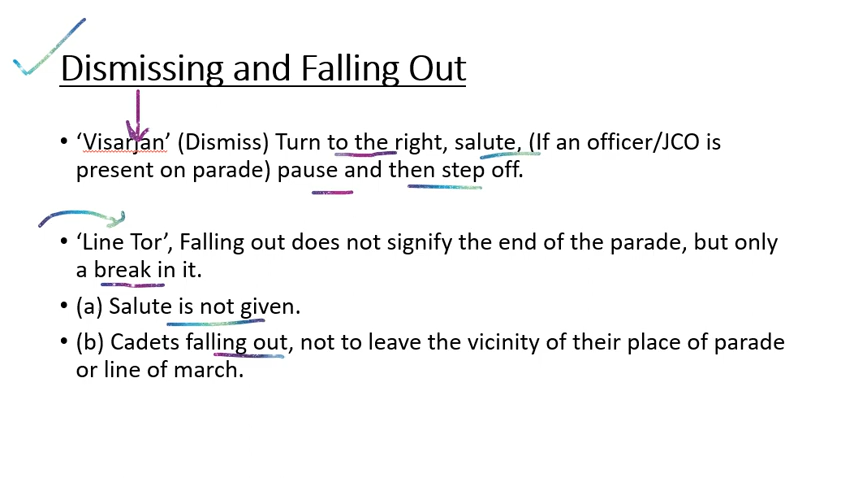 Dismissing and Falling Out
• ‘Visarjan’ (Dismiss) Turn to the right, salute, (If an officer/JCO is
present on parade) pause and then step off.
• ‘Line Tor’, Falling out does not signify the end of the parade, but only
a break in it.
• (a) Salute is not given.
• (b) Cadets falling out, not to leave the vicinity of their place of parade
or line of march.